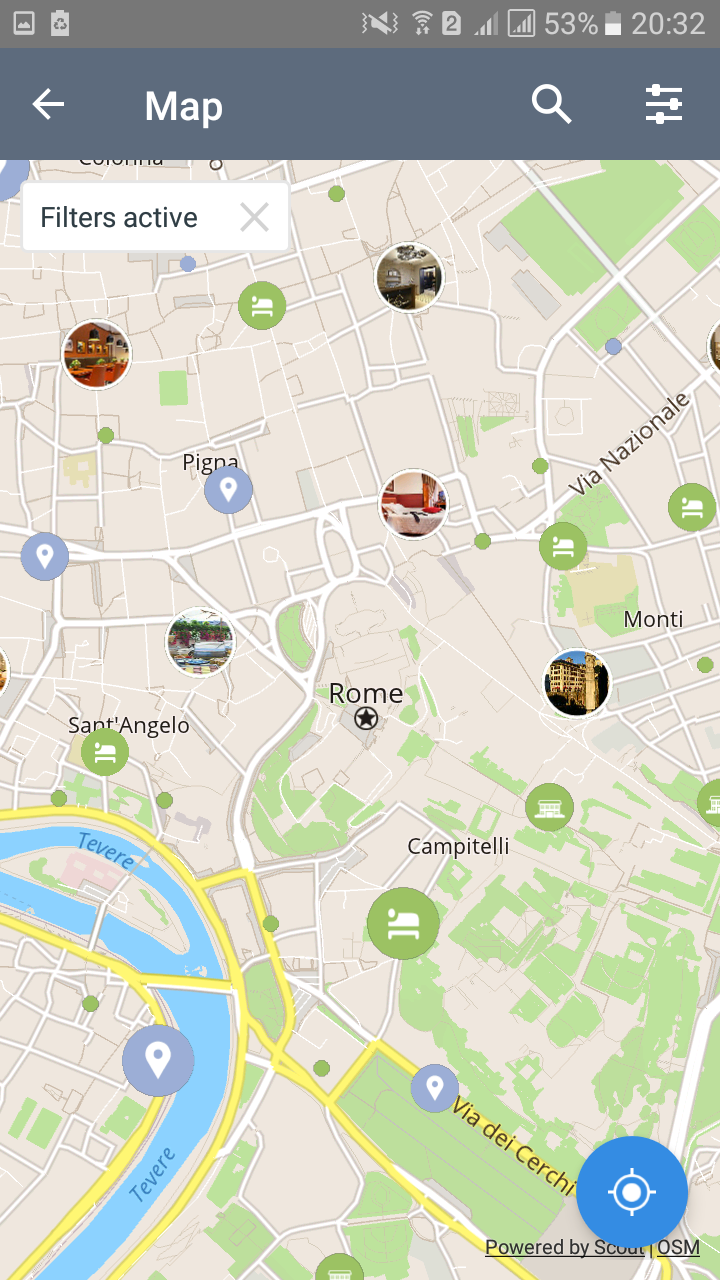 2 53% 20:32
Map
Colonna
Filters active
Via Nazionale
Pigna
Monti
Rome
Sant'Angelo
Tevere
Campitelli
Via dei Cerchi
Tevere
Powered by Scout | OSM